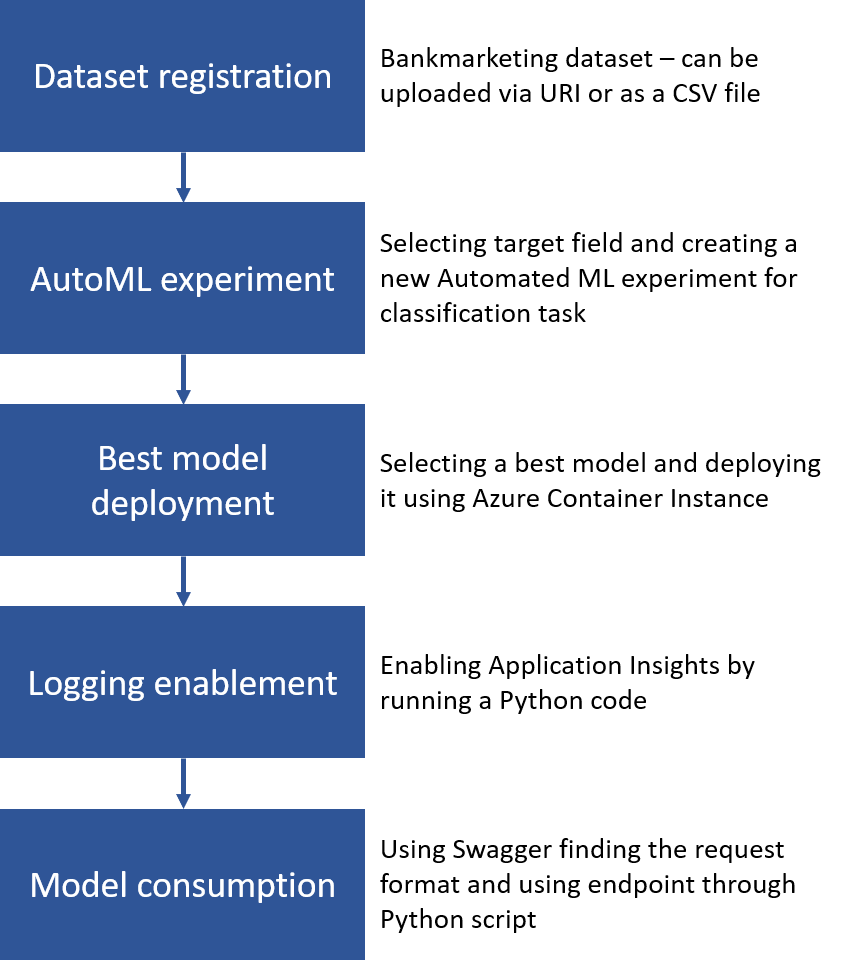 Dataset registration
Bankmarketing dataset – can be
uploaded via URI or as a CSV file
AutoML experiment
Selecting target field and creating a
new Automated ML experiment for
classification task
Best model
deployment
Selecting a best model and deploying
it using Azure Container Instance
Logging enablement
Enabling Application Insights by
running a Python code
Model consumption
Using Swagger finding the request
format and using endpoint through
Python script